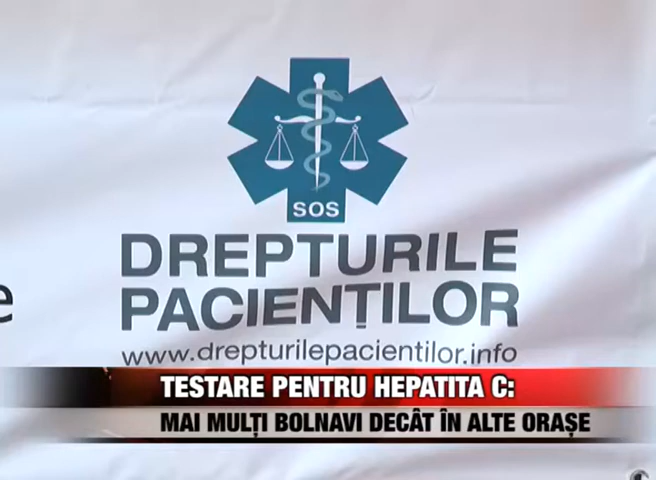 SOS
DREPTURILE
PACIENȚILOR
e
www.drepturilepacientilor.info
TESTARE PENTRU HEPATITA C:
MAI MULȚI BOLNAVI DECÂT ÎN ALTE ORAȘE